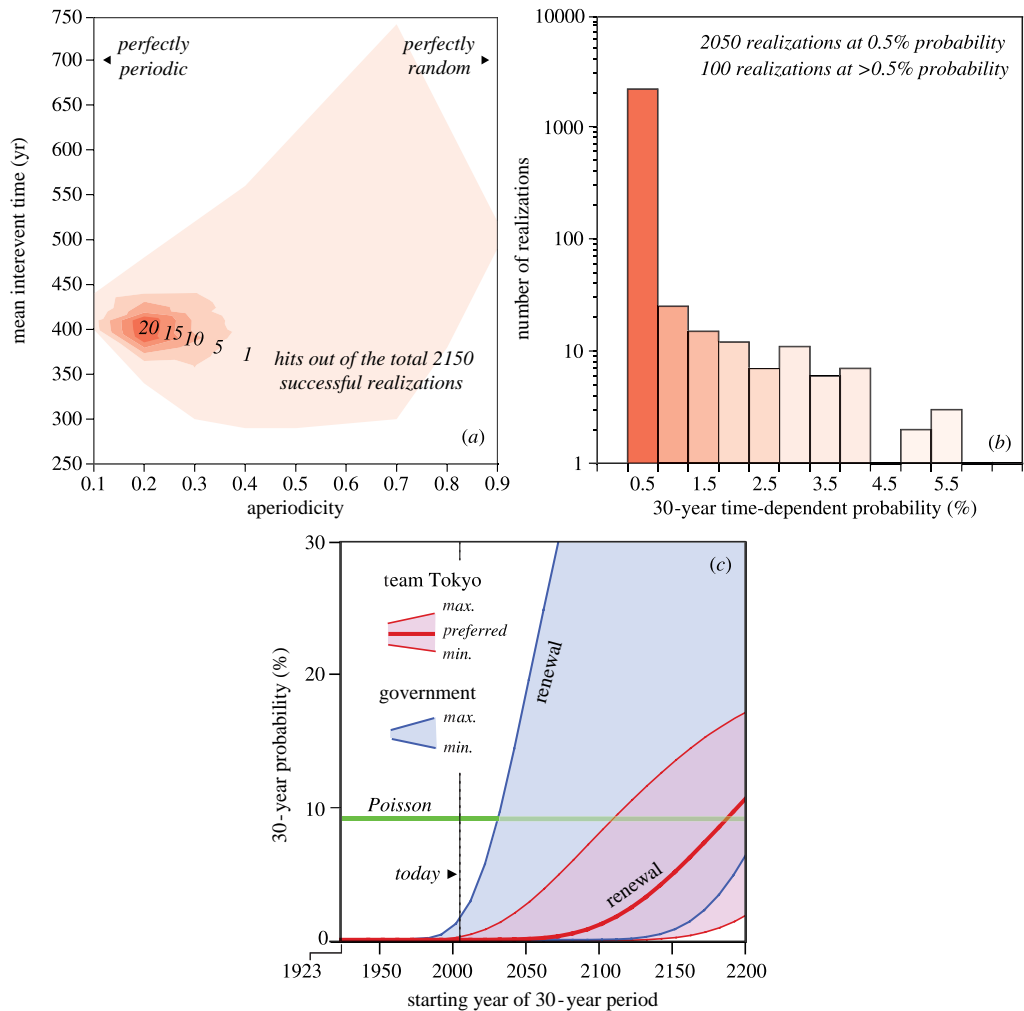 750
700
650
600
550
500
450
400
350
300
250
mean interevent time (yr)
perfectly
periodic
perfectly
random
20 15 10 5 1
hits out of the total 2150
successful realizations
(a)
0.1 0.2 0.3 0.4 0.5 0.6 0.7 0.8 0.9
aperiodicity
10000
1000
100
10
1
number of realizations
2050 realizations at 0.5% probability
100 realizations at >0.5% probability
(b)
0.5 1.5 2.5 3.5 4.5 5.5
30-year time-dependent probability (%)
30
20
10
0
30-year probability (%)
(c)
team Tokyo
max.
preferred
min.
government
max.
min.
renewal
Poisson
today
renewal
1923 1950 2000 2050 2100 2150 2200
starting year of 30-year period